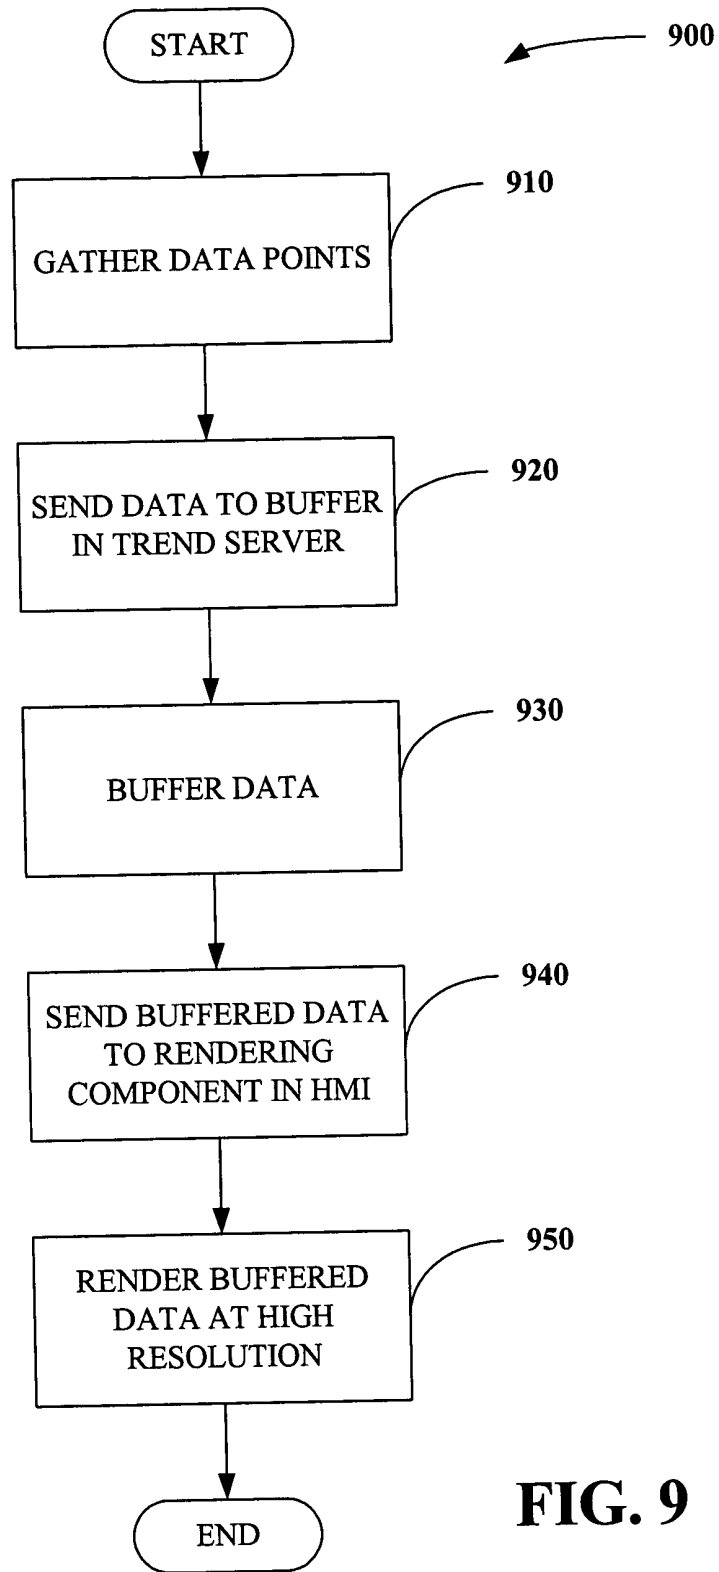 START
900
910
GATHER DATA POINTS
920
SEND DATA TO BUFFER
IN TREND SERVER
930
BUFFER DATA
940
SEND BUFFERED DATA
TO RENDERING
COMPONENT IN HMI
950
RENDER BUFFERED
DATA AT HIGH
RESOLUTION
END
FIG. 9